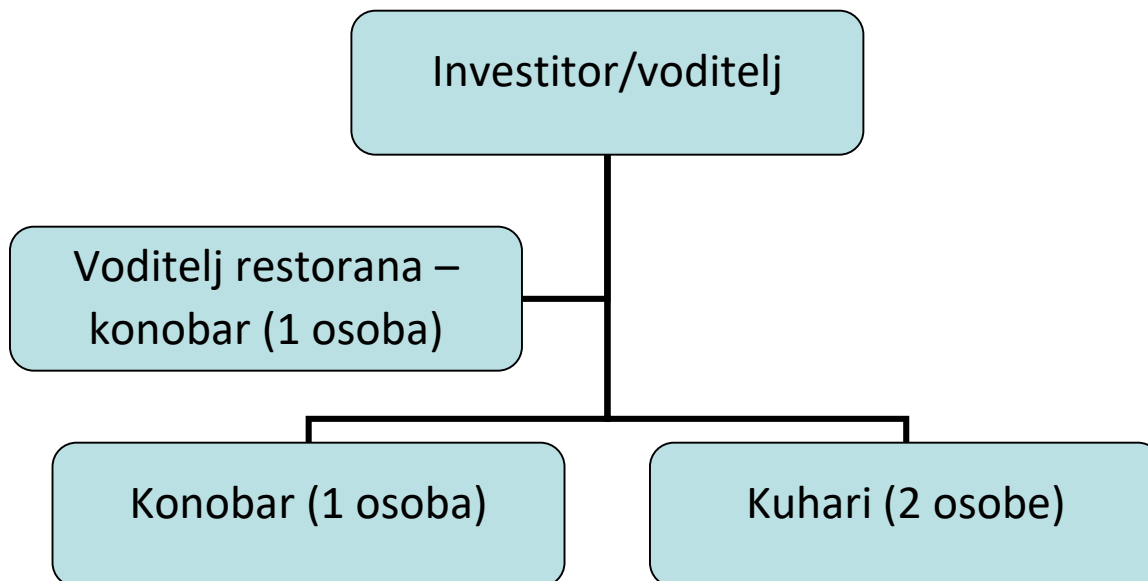 Investitor/voditelj
Voditelj restorana –
konobar (1 osoba)
Konobar (1 osoba)
Kuhari (2 osobe)